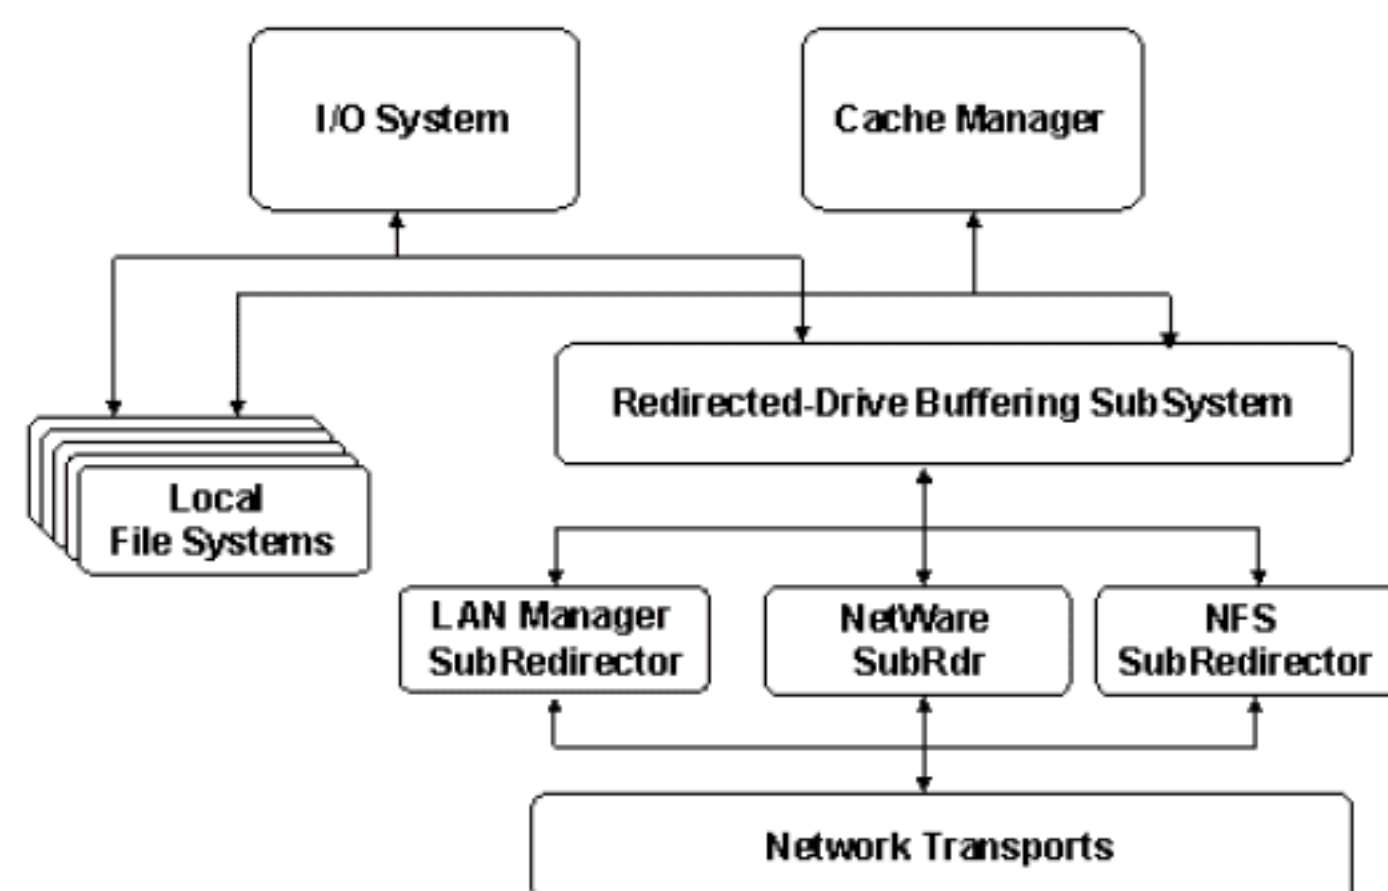 I/O System
Cache Manager
Redirected-Drive Buffering SubSystem
Local
File Systems
LAN Manager
SubRedirector
NetWare
SubRdr
NFS
SubRedirector
Network Transports